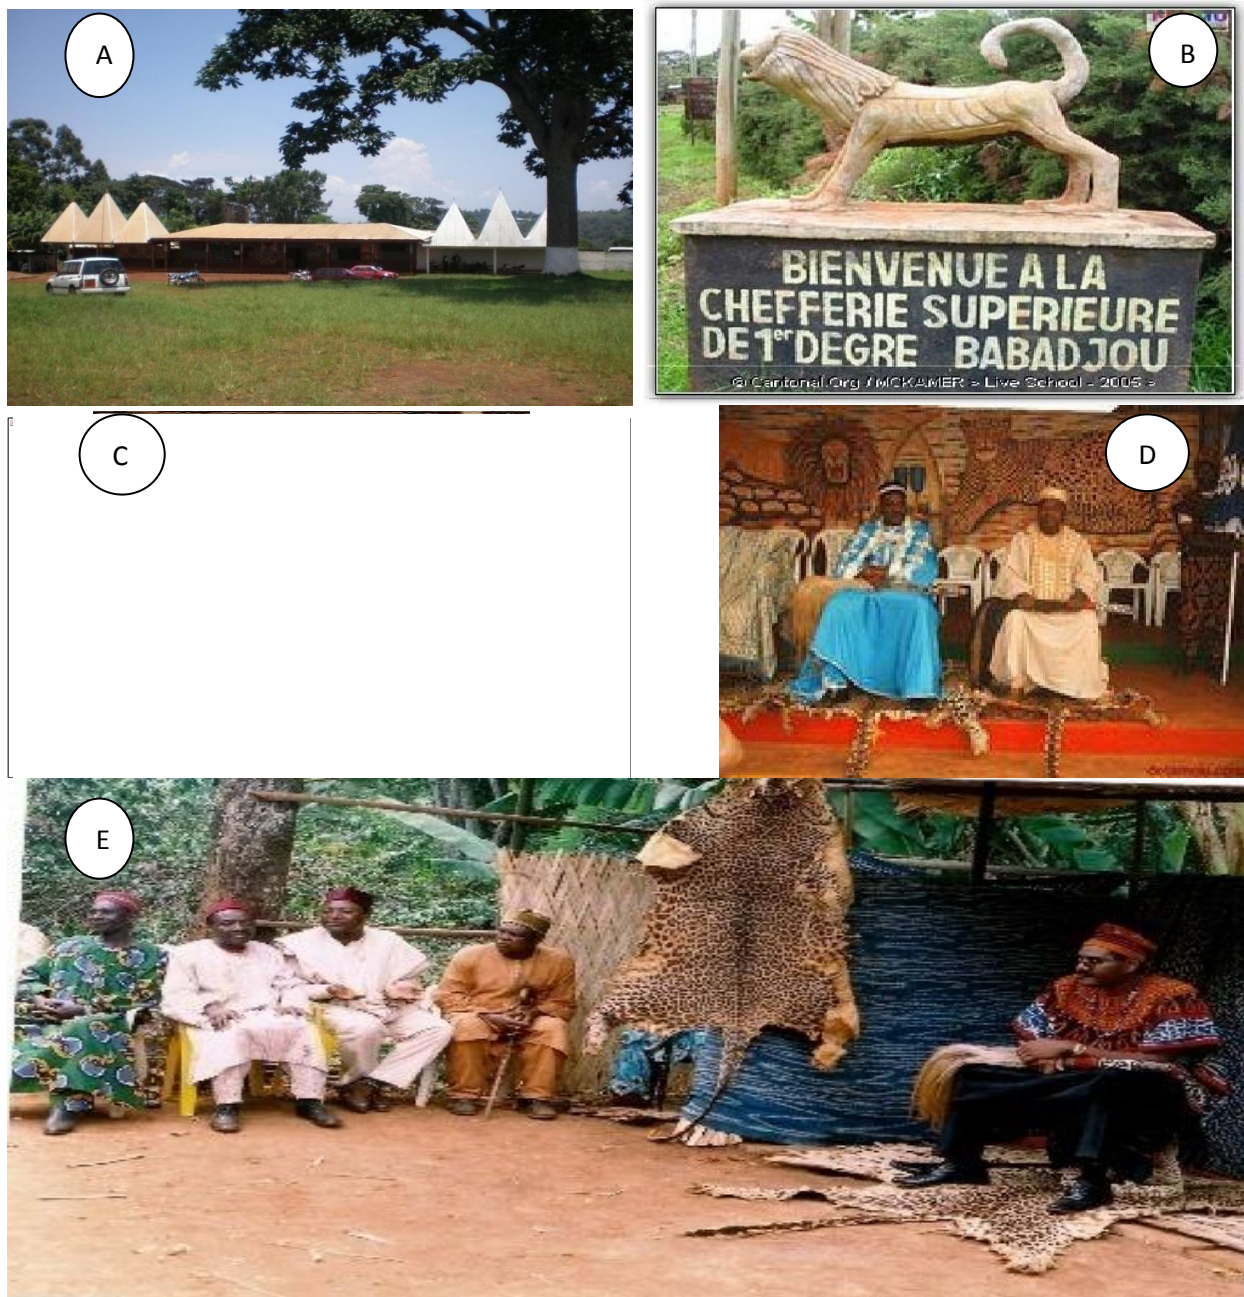 A
B
BIENVENUE A LA
CHEFFERIE SUPERIEURE
DE 1er DEGRE BABADJOU
© Cantonal.Org / MCKAMER > Live School - 2005 >
C
D
E